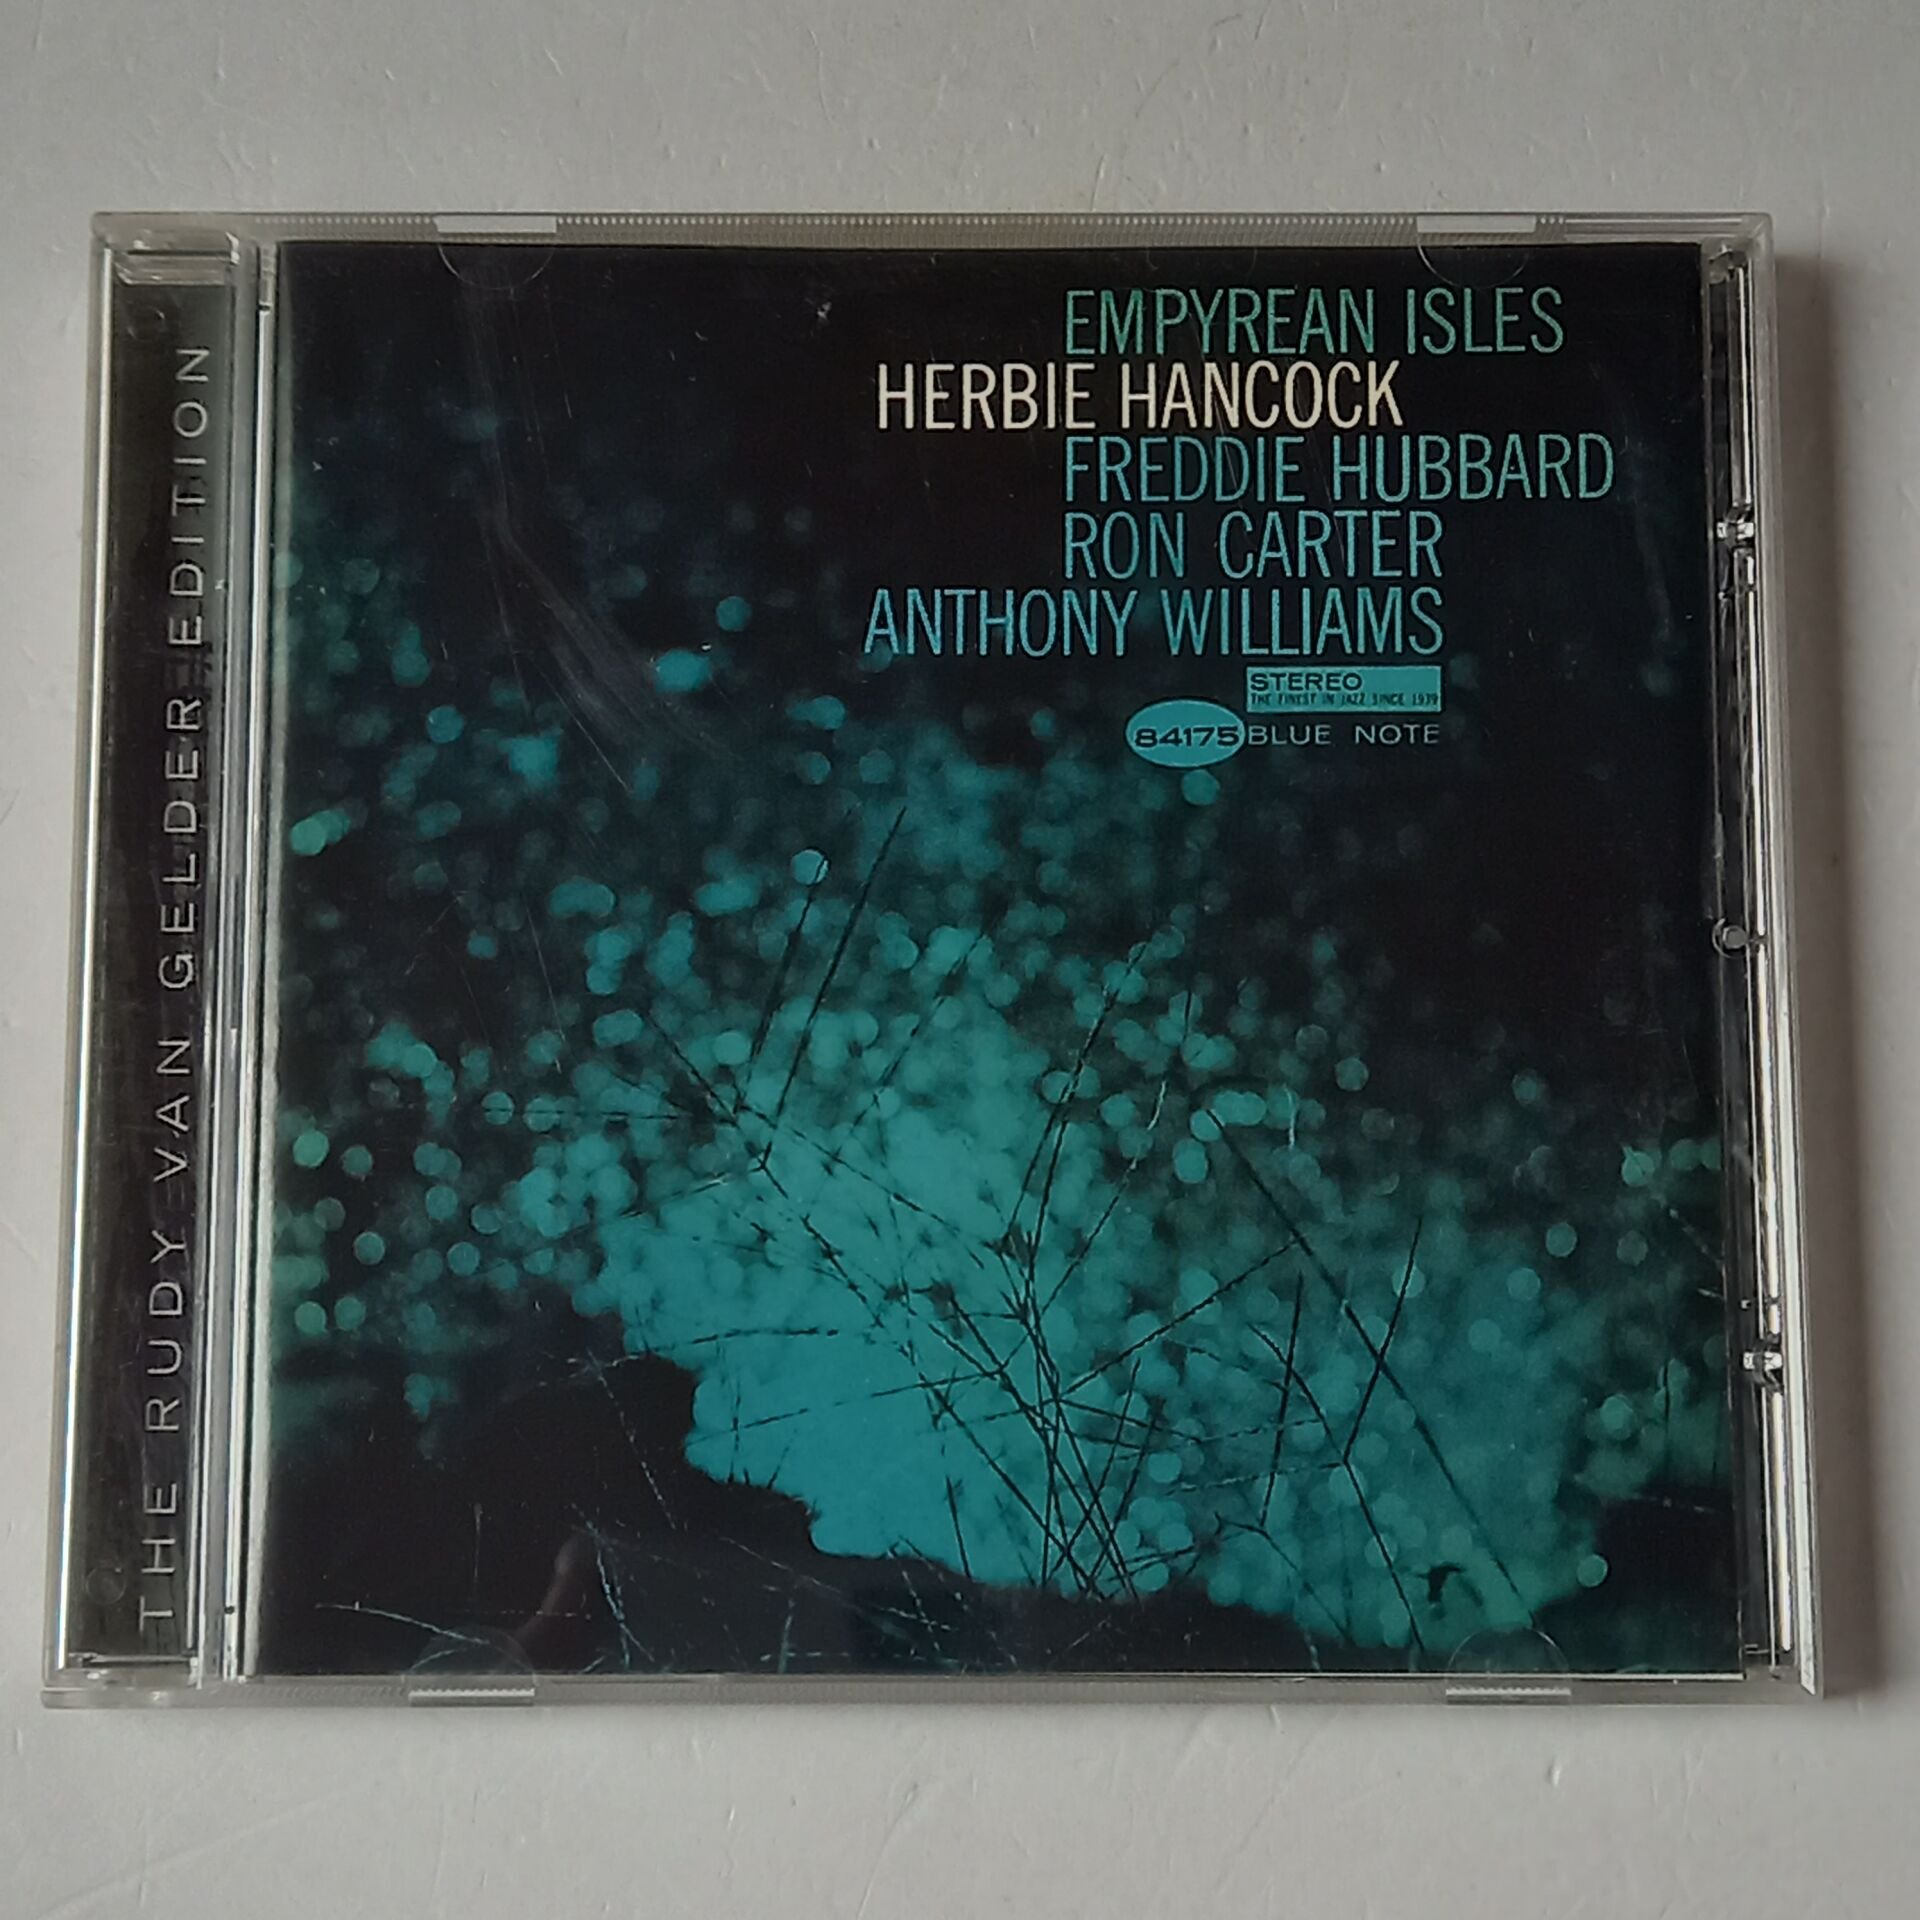 THE RUDY VAN GELDER EDITION
EMPYREAN ISLES
HERBIE HANCOCK
FREDDIE HUBBARD
RON CARTER
ANTHONY WILLIAMS
STEREO
THE FINEST IN JAZZ SINCE 1939
84175 BLUE NOTE